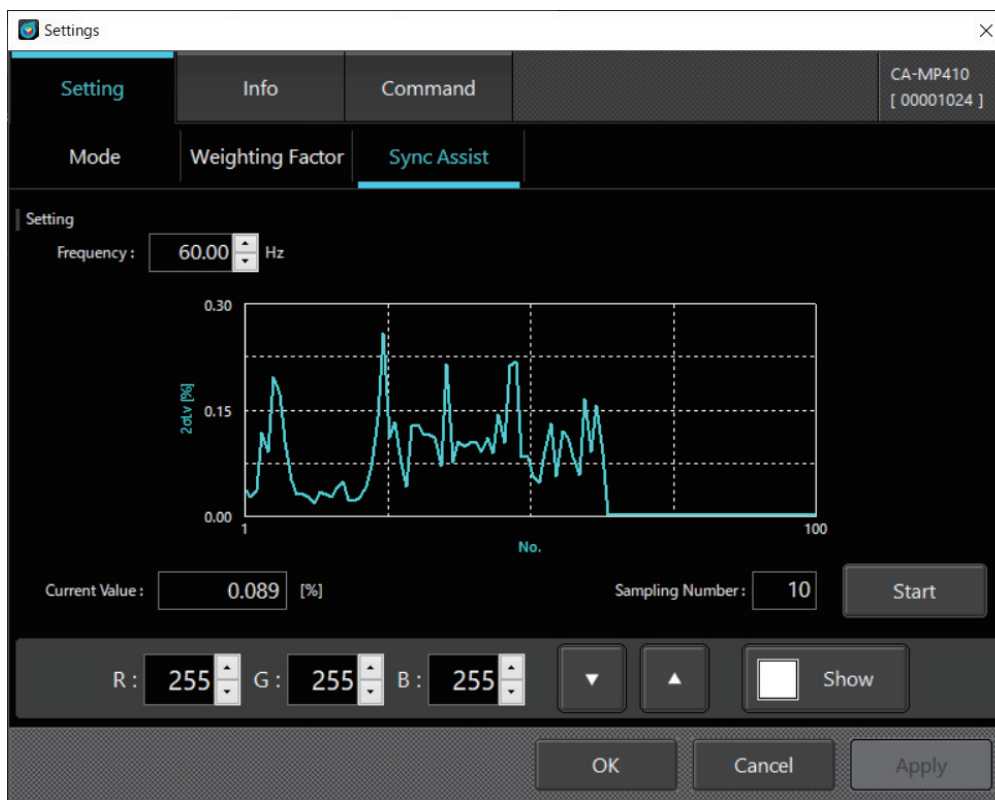 Settings
Setting Info Command
CA-MP410
[ 00001024 ]
Mode Weighting Factor Sync Assist
Setting
Frequency : 60.00 Hz
0.30
0.15
0.00
2σLv [%]
1 100
No.
Current Value : 0.089 [%] Sampling Number : 10 Start
R : 255 G : 255 B : 255 ▼ ▲ Show
OK Cancel Apply